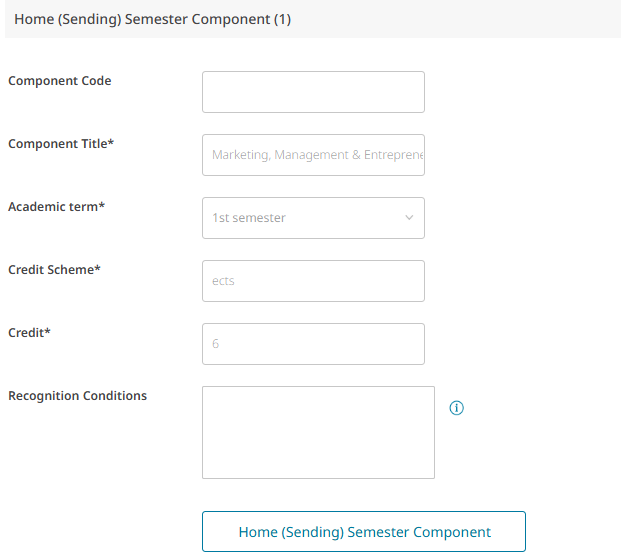 Home (Sending) Semester Component (1)
Component Code
Component Title*
Marketing, Management & Entreprene
Academic term*
1st semester
Credit Scheme*
ects
Credit*
6
Recognition Conditions
Home (Sending) Semester Component